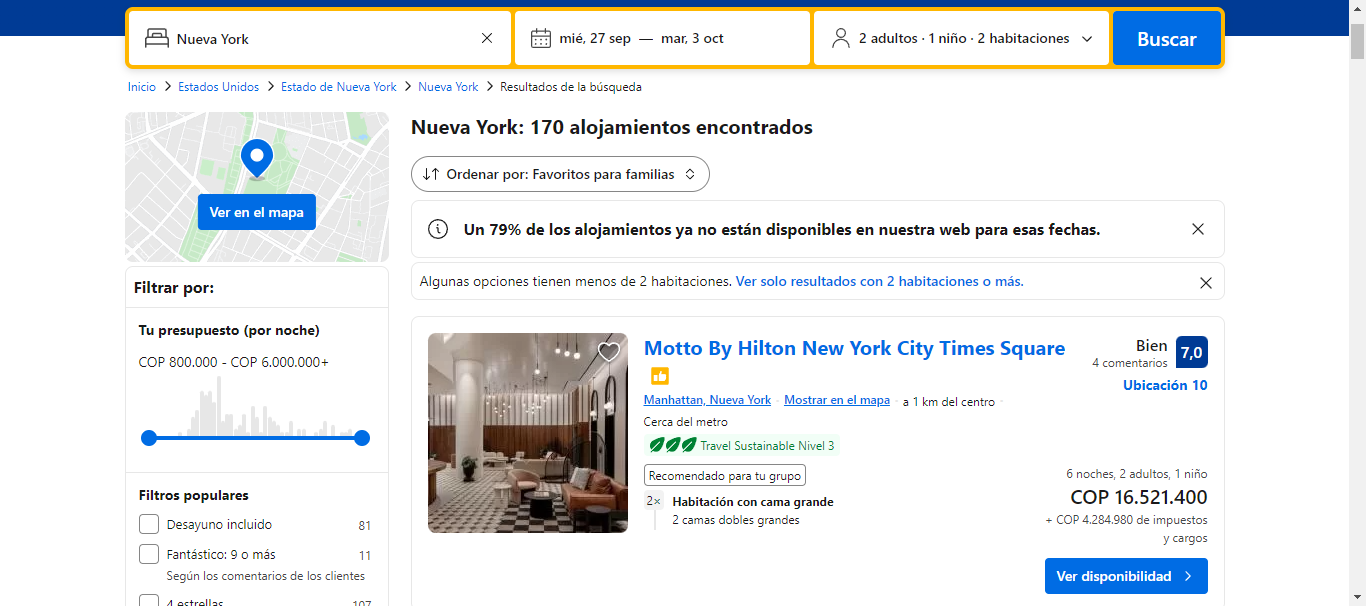 Nueva York
mié, 27 sep — mar, 3 oct
2 adultos · 1 niño · 2 habitaciones
Buscar
Inicio > Estados Unidos > Estado de Nueva York > Nueva York > Resultados de la búsqueda
Ver en el mapa
Filtrar por:
Tu presupuesto (por noche)
COP 800.000 - COP 6.000.000+
Filtros populares
Desayuno incluido 81
Fantástico: 9 o más 11
Según los comentarios de los clientes
4 estrellas 107
Nueva York: 170 alojamientos encontrados
Ordenar por: Favoritos para familias
Un 79% de los alojamientos ya no están disponibles en nuestra web para esas fechas.
Algunas opciones tienen menos de 2 habitaciones. Ver solo resultados con 2 habitaciones o más.
Motto By Hilton New York City Times Square
Bien 7,0
4 comentarios
Ubicación 10
Manhattan, Nueva York · Mostrar en el mapa · a 1 km del centro ·
Cerca del metro
Travel Sustainable Nivel 3
Recomendado para tu grupo
2× Habitación con cama grande
2 camas dobles grandes
6 noches, 2 adultos, 1 niño
COP 16.521.400
+ COP 4.284.980 de impuestos
y cargos
Ver disponibilidad